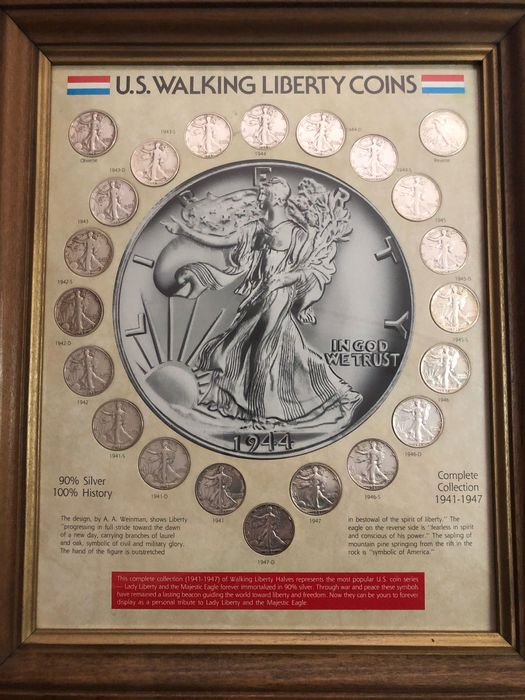 U.S. WALKING LIBERTY COINS
Obverse
1943-D
1943-S
1944
1944-D
1944-S
Reverse
1943
1945
1942-S
1945-D
L I B E R T Y
1942-D
1945-S
IN GOD
WE TRUST
1942
1946
1944
1941-S
1946-D
1941-D
1946-S
1941
1947
1947-D
90% Silver
100% History
The design, by A. A. Weinman, shows Liberty
"progressing in full stride toward the dawn
of a new day, carrying branches of laurel
and oak, symbolic of civil and military glory.
The hand of the figure is outstretched
Complete
Collection
1941-1947
in bestowal of the spirit of liberty." The
eagle on the reverse side is "fearless in spirit
and conscious of his power." The sapling of
mountain pine springing from the rift in the
rock is "symbolic of America."
This complete collection (1941-1947) of Walking Liberty Halves represents the most popular U.S. coin series
— Lady Liberty and the Majestic Eagle forever immortalized in 90% silver. Through war and peace these symbols
have remained a lasting beacon guiding the world toward liberty and freedom. Now they can be yours to forever
display as a personal tribute to Lady Liberty and the Majestic Eagle.